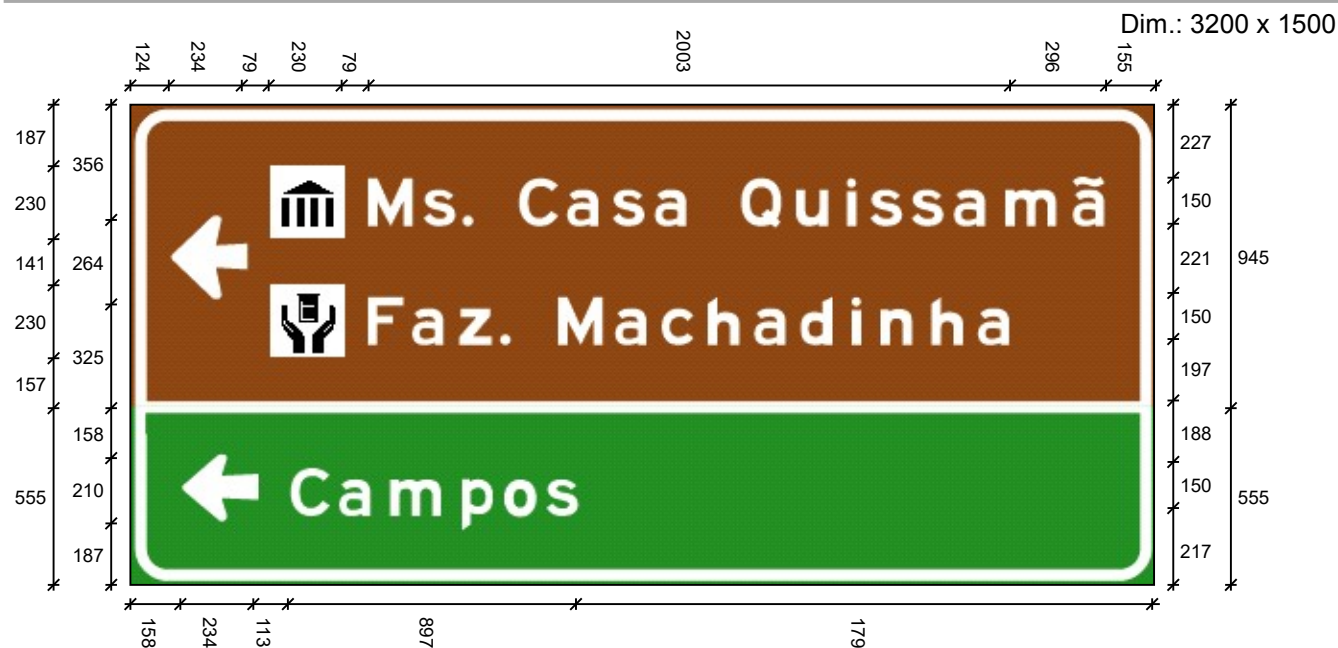 Dim.: 3200 x 1500
124 234 79 230 79 2003 296 155
187 356 227
230 150
141 264 221 945
230 150
157 325 197
Ms. Casa Quissamã
Faz. Machadinha
158 188
555 210 150 555
187 217
Campos
158 234 113 897 179